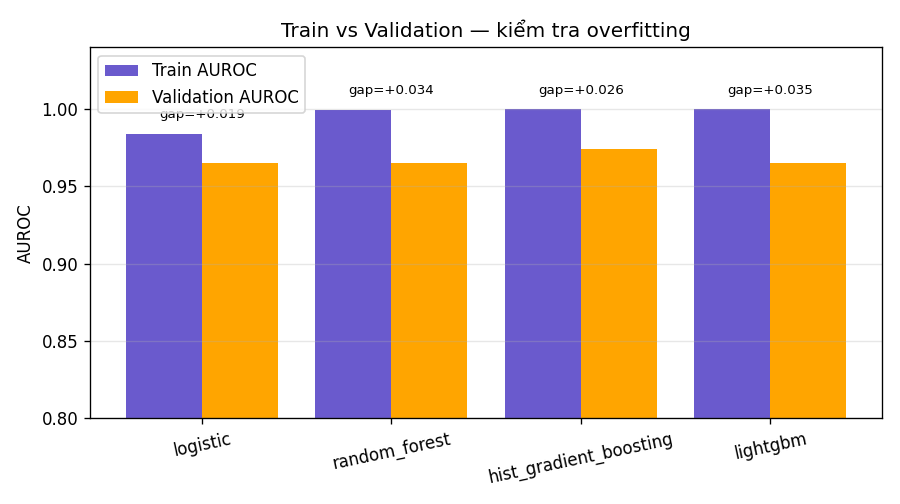 Train vs Validation — kiểm tra overfitting
Train AUROC
Validation AUROC
gap=+0.019
gap=+0.034
gap=+0.026
gap=+0.035
AUROC
1.00
0.95
0.90
0.85
0.80
logistic
random_forest
hist_gradient_boosting
lightgbm